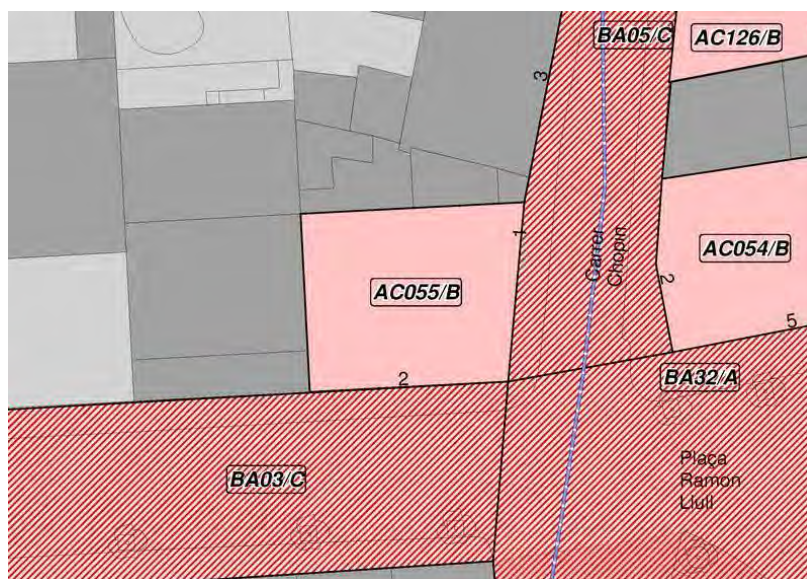 BA05/C
AC126/B
3
1
Carrer
Chopin
AC054/B
2
AC055/B
5
2
BA32/A
Plaça
Ramon
Llull
BA03/C